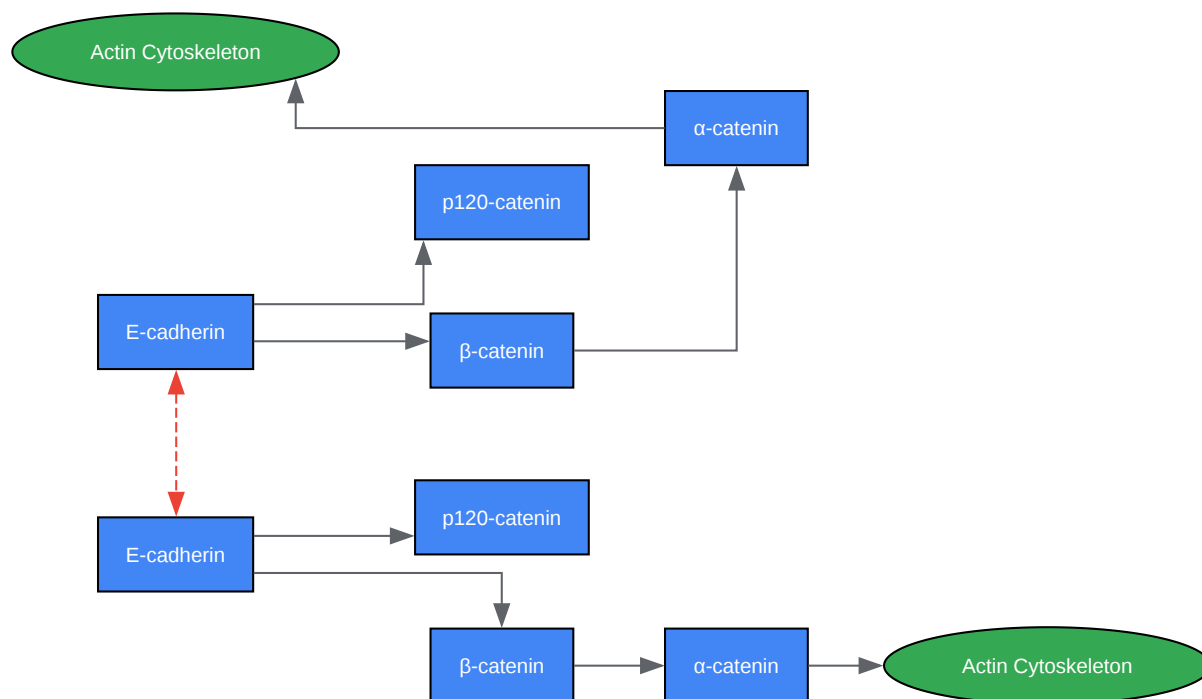 Actin Cytoskeleton
α-catenin
p120-catenin
E-cadherin
β-catenin
p120-catenin
E-cadherin
β-catenin
α-catenin
Actin Cytoskeleton